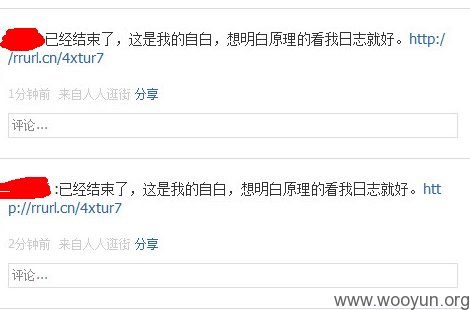 已经结束了，这是我的自白，想明白原理的看我日志就好。http:/
/rrurl.cn/4xtur7
1分钟前 来自人人逛街 分享
评论...
:已经结束了，这是我的自白，想明白原理的看我日志就好。htt
p://rrurl.cn/4xtur7
2分钟前 来自人人逛街 分享
评论...
www.wooyun.org